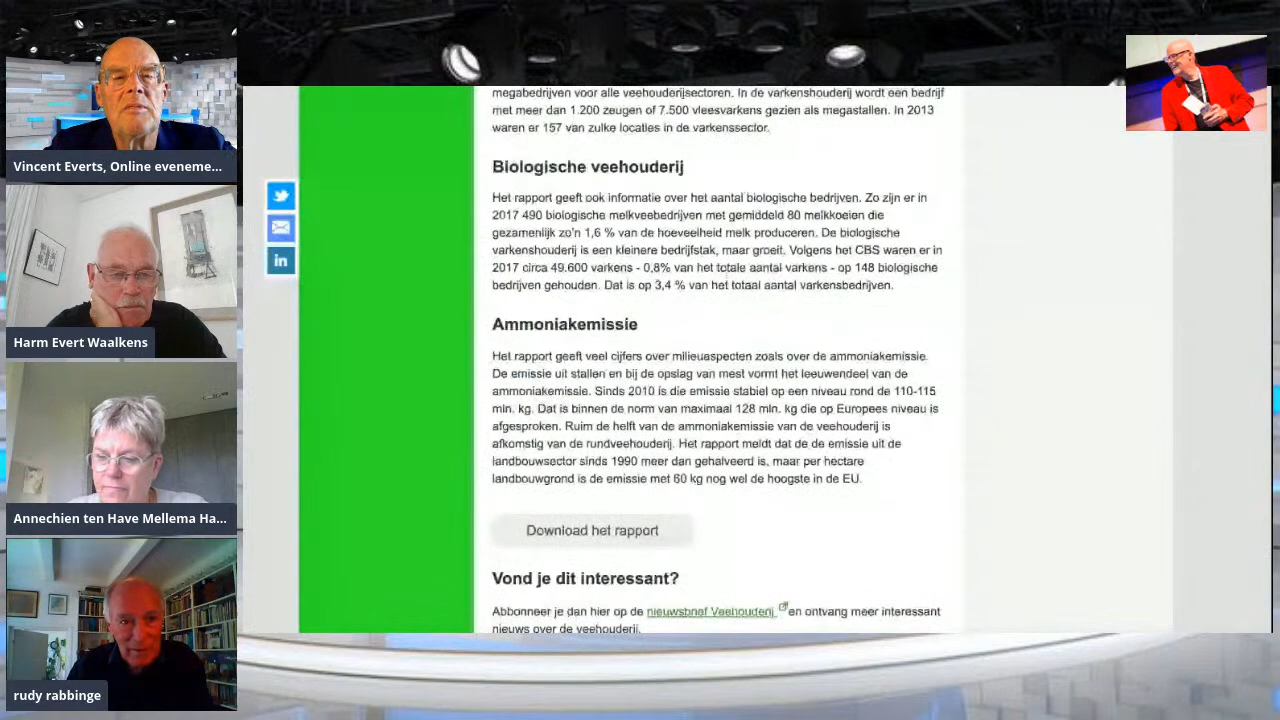 Vincent Everts, Online eveneme...
Harm Evert Waalkens
Annechien ten Have Mellema Ha...
rudy rabbinge
in
megabedrijven voor alle veehouderijsectoren. In de varkenshouderij wordt een bedrijf
met meer dan 1.200 zeugen of 7.500 vleesvarkens gezien als megastallen. In 2013
waren er 157 van zulke locaties in de varkenssector.
Biologische veehouderij
Het rapport geeft ook informatie over het aantal biologische bedrijven. Zo zijn er in
2017 490 biologische melkveebedrijven met gemiddeld 80 melkkoeien die
gezamenlijk zo'n 1,6 % van de hoeveelheid melk produceren. De biologische
varkenshouderij is een kleinere bedrijfstak, maar groeit. Volgens het CBS waren er in
2017 circa 49.600 varkens - 0,8% van het totale aantal varkens - op 148 biologische
bedrijven gehouden. Dat is op 3,4 % van het totaal aantal varkensbedrijven.
Ammoniakemissie
Het rapport geeft veel cijfers over milieuaspecten zoals over de ammoniakemissie.
De emissie uit stallen en bij de opslag van mest vormt het leeuwendeel van de
ammoniakemissie. Sinds 2010 is die emissie stabiel op een niveau rond de 110-115
mln. kg. Dat is binnen de norm van maximaal 128 mln. kg die op Europees niveau is
afgesproken. Ruim de helft van de ammoniakemissie van de veehouderij is
afkomstig van de rundveehouderij. Het rapport meldt dat de de emissie uit de
landbouwsector sinds 1990 meer dan gehalveerd is, maar per hectare
landbouwgrond is de emissie met 60 kg nog wel de hoogste in de EU.
Download het rapport
Vond je dit interessant?
Abbonneer je dan hier op de nieuwsbrief Veehouderij en ontvang meer interessant
nieuws over de veehouderij.